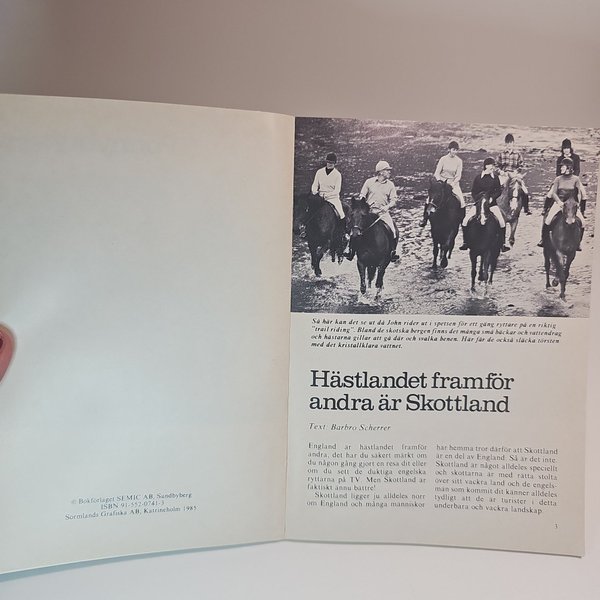 © Bokförlaget SEMIC AB, Sundbyberg
ISBN 91-552-0741-3
Sörmlands Grafiska AB, Katrineholm 1985
Så här kan det se ut då John rider ut i spetsen för ett gäng ryttare på en riktig
"trail riding". Bland de skotska bergen finns det många små bäckar och vattendrag
och hästarna gillar att gå där och svalka benen. Här får de också släcka törsten
med det kristallklara vattnet.
Hästlandet framför
andra är Skottland
Text: Barbro Scherrer
England är hästlandet framför
andra, det har du säkert märkt om
du någon gång gjort en resa dit eller
om du sett de duktiga engelska
ryttarna på TV. Men Skottland är
faktiskt ännu bättre!
Skottland ligger ju alldeles norr
om England och många människor
här hemma tror därför att Skottland
är en del av England. Så är det inte.
Skottland är något alldeles speciellt
och skottarna är med rätta stolta
över sitt vackra land och de engels-
män som kommit dit känner alldeles
tydligt att de är turister i detta
underbara och vackra landskap.
3